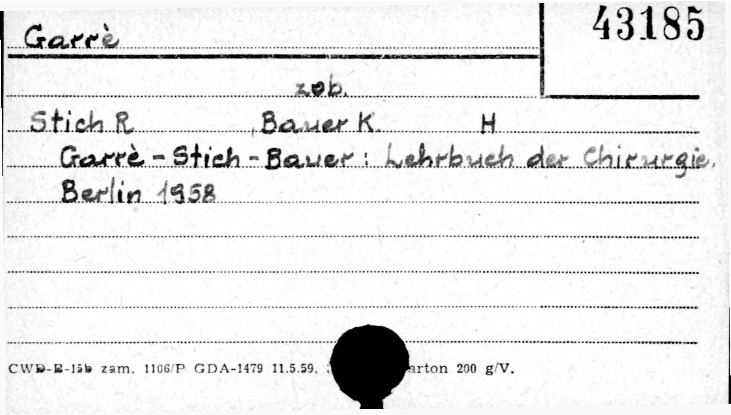 Garrè
43185
zob.
Stich R , Bauer K. H
Garrè - Stich - Bauer : Lehrbuch der Chirurgie.
Berlin 1958
CWD-B-15b zam. 1106/P GDA-1479 11.5.59. arton 200 g/V.